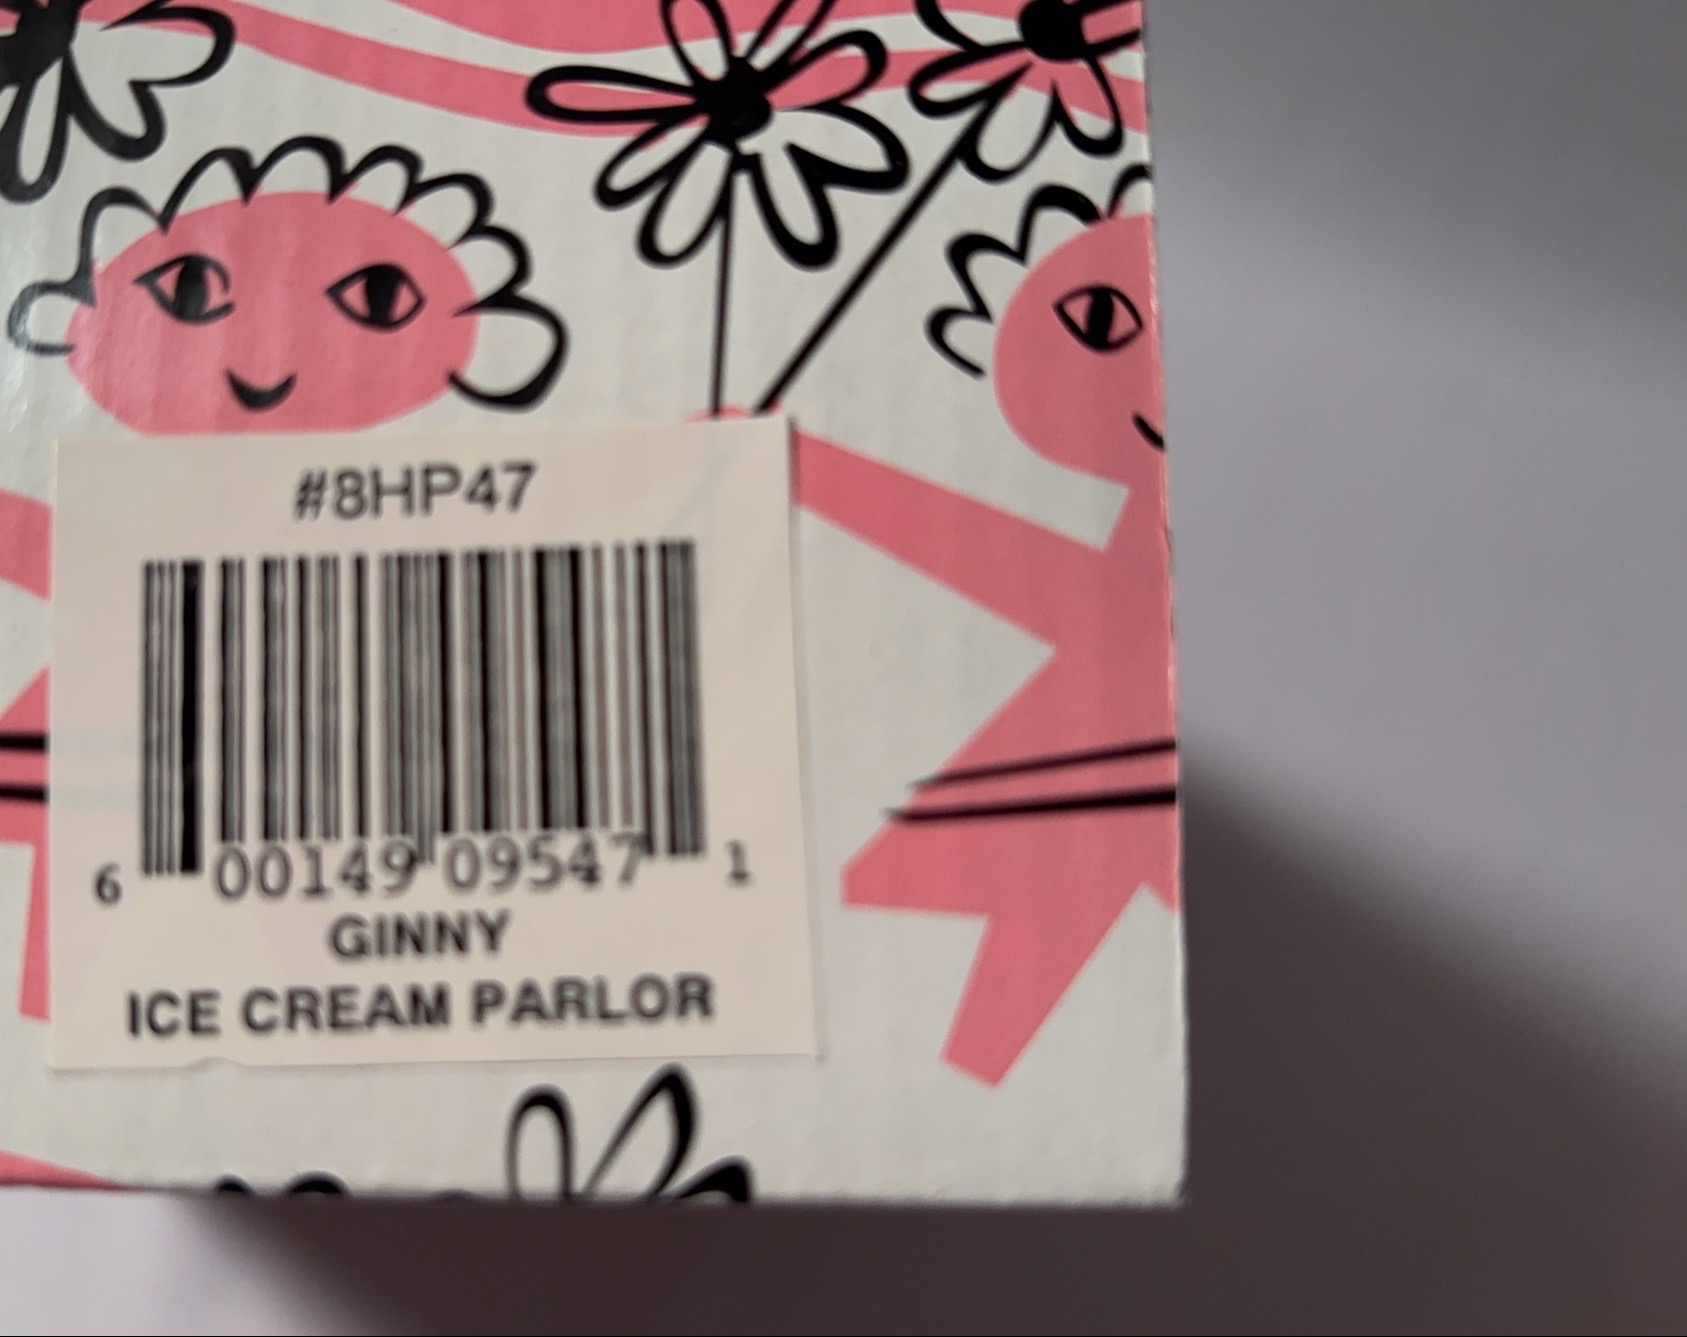 #8HP47
6 00149 09547 1
GINNY
ICE CREAM PARLOR